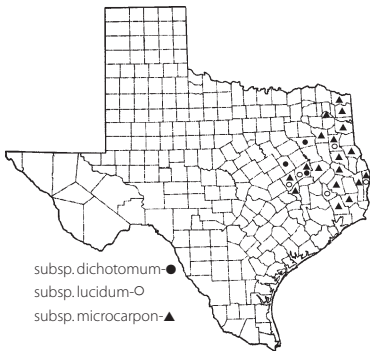 subsp. dichotomum-●
subsp. lucidum-○
subsp. microcarpon-▲